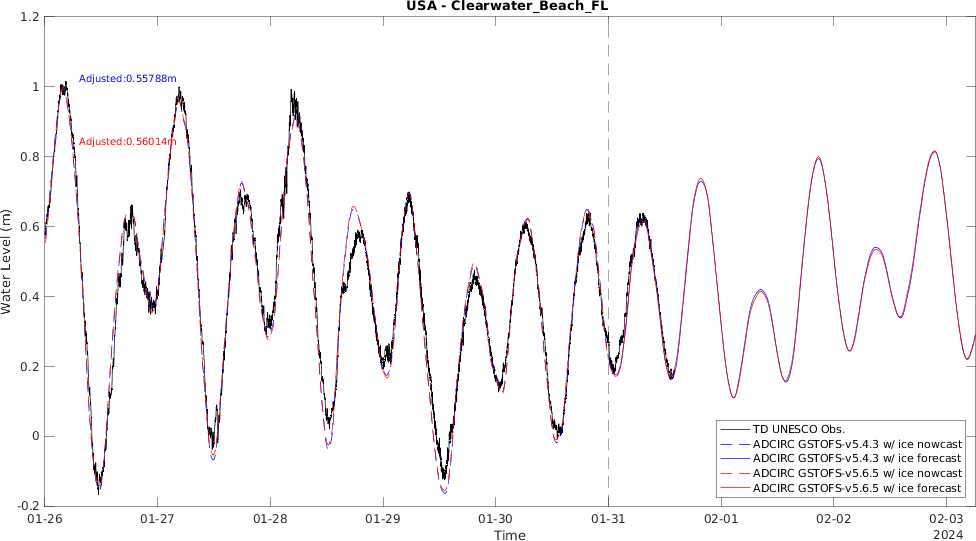 USA - Clearwater_Beach_FL
Water Level (m)
1.2
1
0.8
0.6
0.4
0.2
0
-0.2
Adjusted:0.55788m
Adjusted:0.56014m
TD UNESCO Obs.
ADCIRC GSTOFS-v5.4.3 w/ ice nowcast
ADCIRC GSTOFS-v5.4.3 w/ ice forecast
ADCIRC GSTOFS-v5.6.5 w/ ice nowcast
ADCIRC GSTOFS-v5.6.5 w/ ice forecast
01-26 01-27 01-28 01-29 01-30 01-31 02-01 02-02 02-03
Time
2024